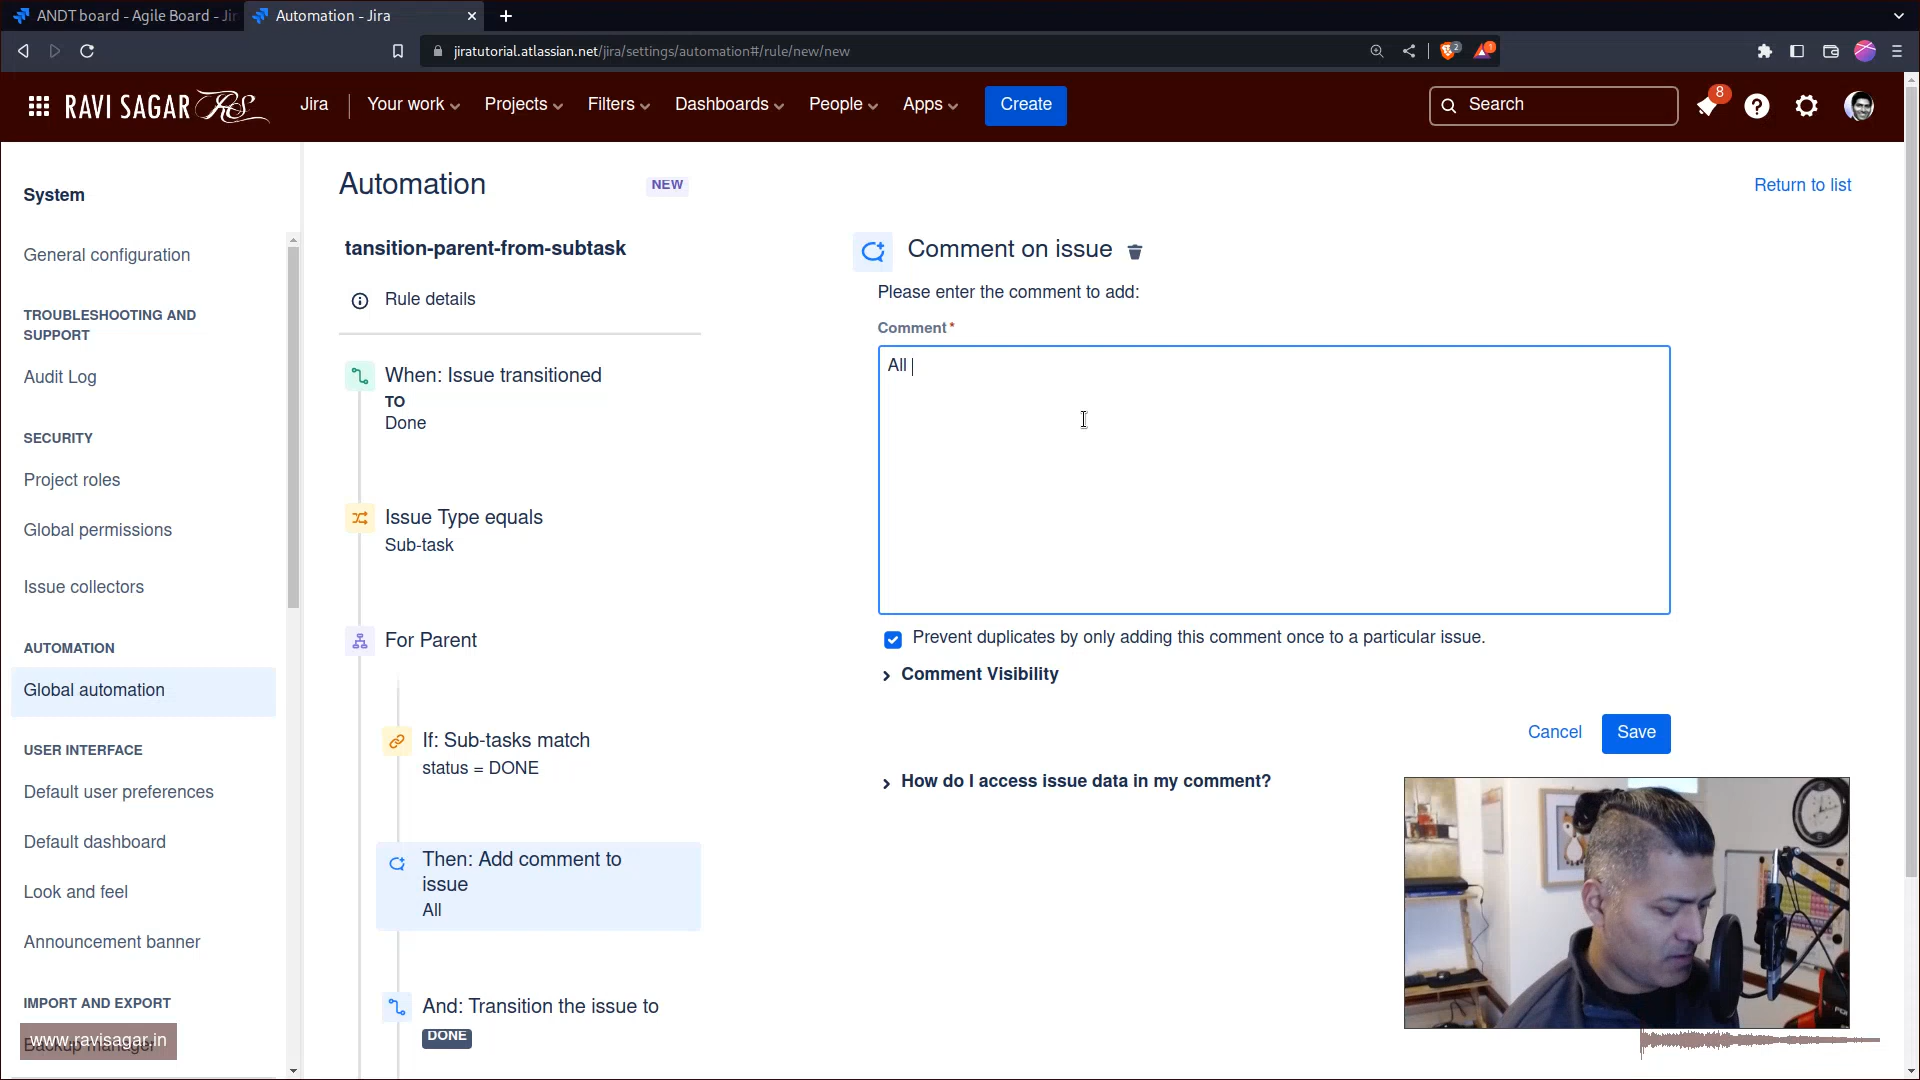 ANDT board - Agile Board - Jir
Automation - Jira
jiratutorial.atlassian.net/jira/settings/automation#/rule/new/new
2
1
RAVI SAGAR RS
Jira
Your work
Projects
Filters
Dashboards
People
Apps
Create
Search
8
System
General configuration
TROUBLESHOOTING AND
SUPPORT
Audit Log
SECURITY
Project roles
Global permissions
Issue collectors
AUTOMATION
Global automation
USER INTERFACE
Default user preferences
Default dashboard
Look and feel
Announcement banner
IMPORT AND EXPORT
Backup manager
www.ravisagar.in
Automation
NEW
Return to list
tansition-parent-from-subtask
Rule details
When: Issue transitioned
TO
Done
Issue Type equals
Sub-task
For Parent
If: Sub-tasks match
status = DONE
Then: Add comment to
issue
All
And: Transition the issue to
DONE
Comment on issue
Please enter the comment to add:
Comment *
All
Prevent duplicates by only adding this comment once to a particular issue.
Comment Visibility
Cancel
Save
How do I access issue data in my comment?